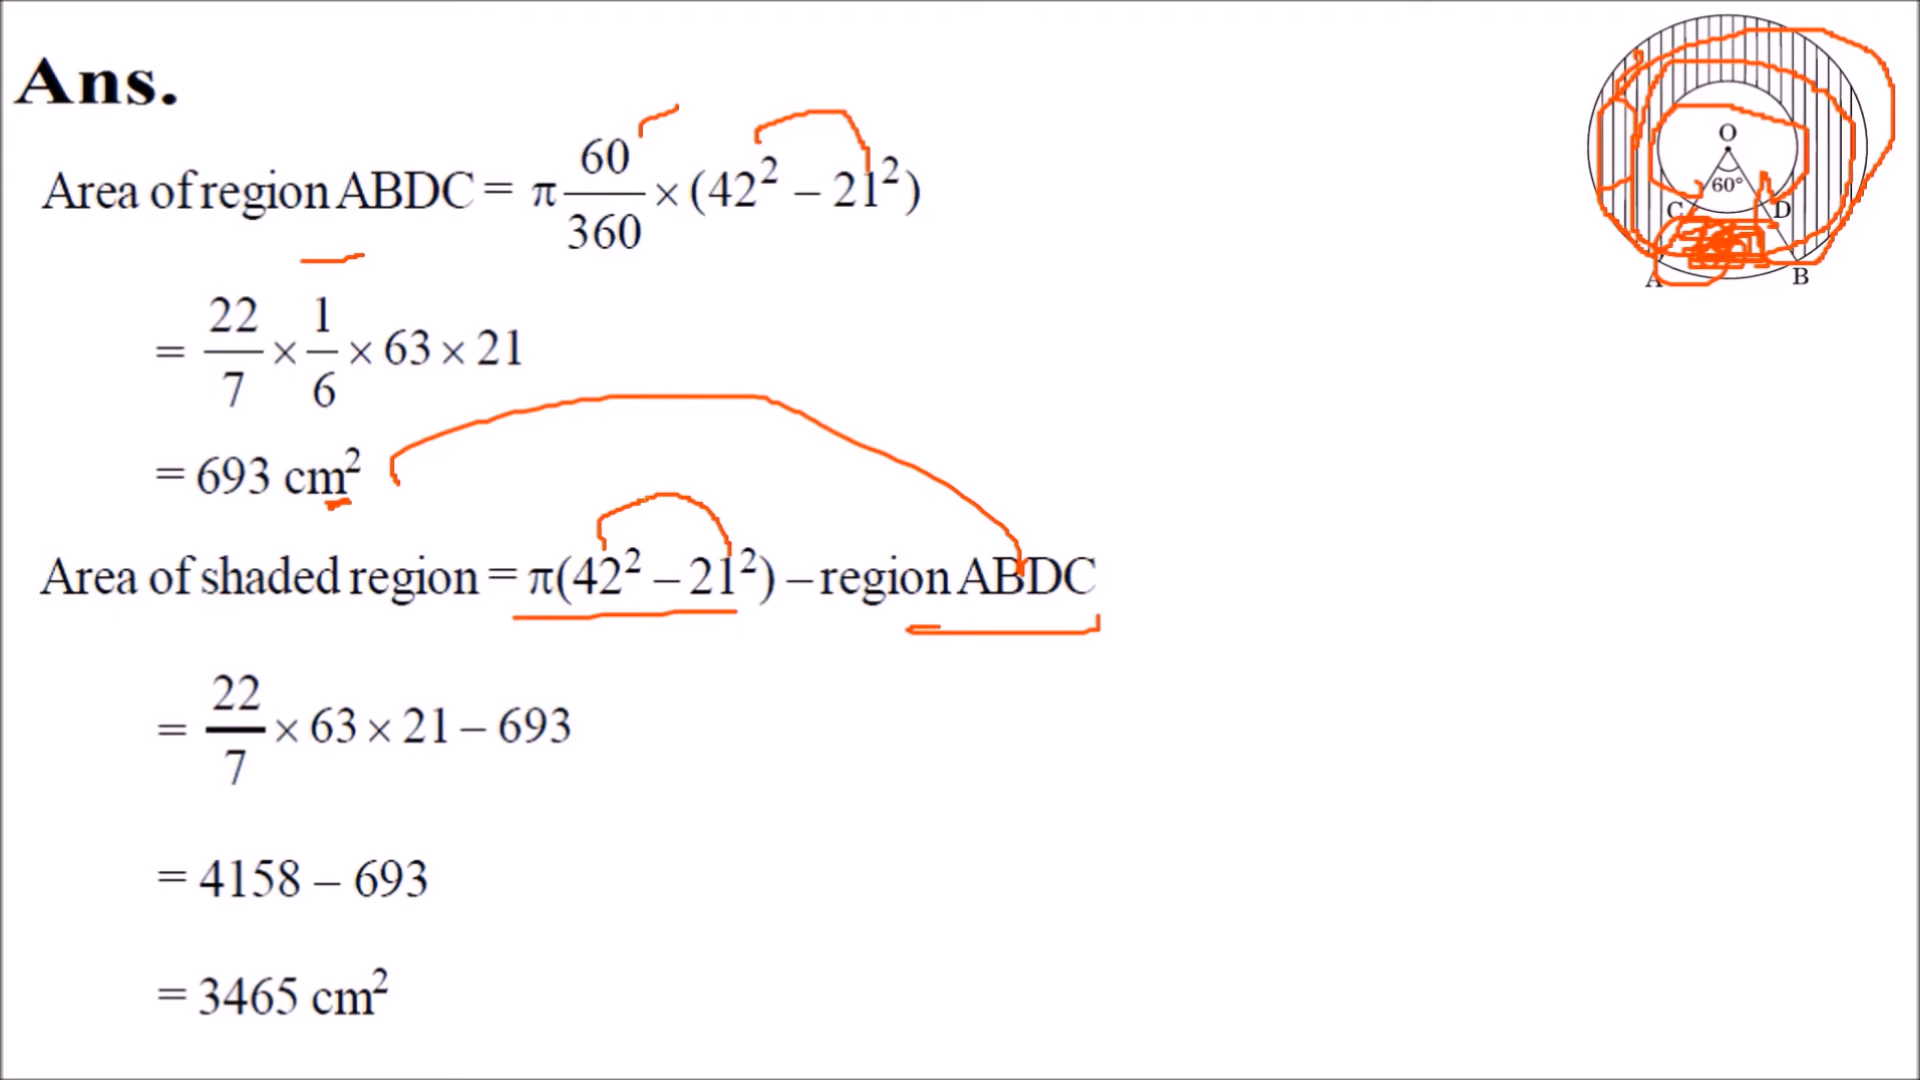 Ans.
Area of region ABDC = π 60/360 × (42² – 21²)
= 22/7 × 1/6 × 63 × 21
= 693 cm²
Area of shaded region = π(42² – 21²) – region ABDC
= 22/7 × 63 × 21 – 693
= 4158 – 693
= 3465 cm²
O
60°
C D
A B